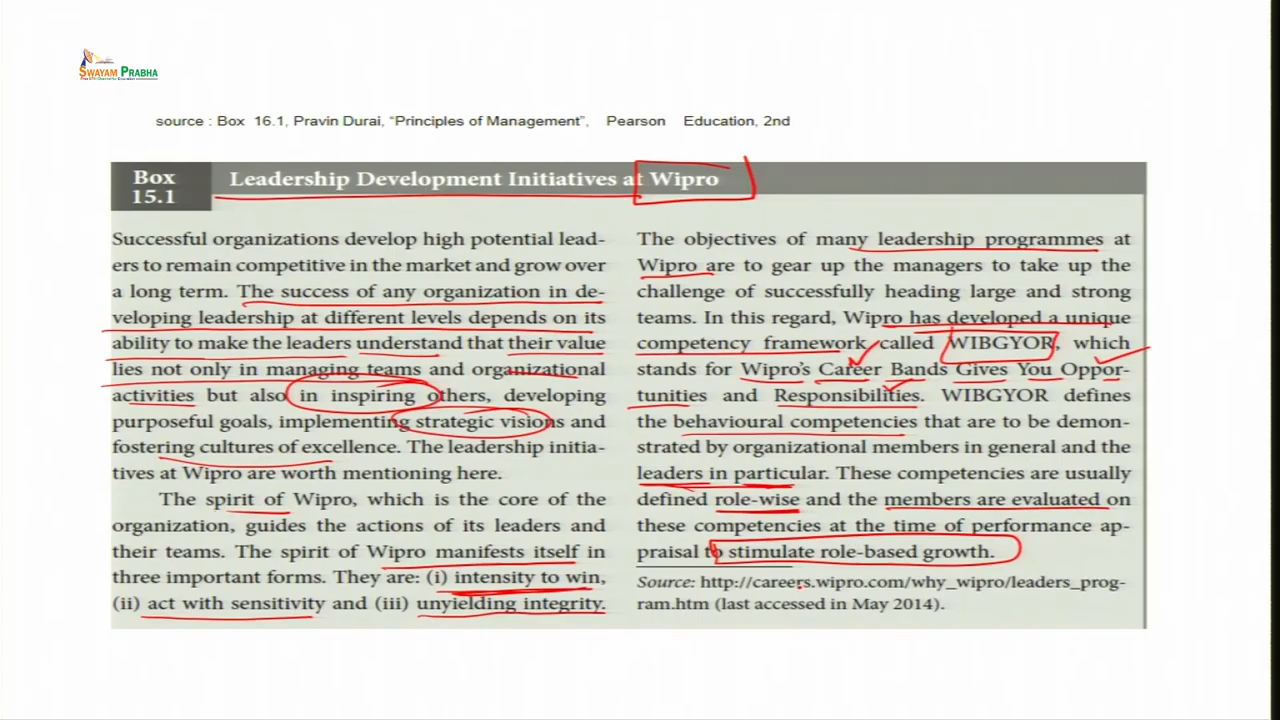 SWAYAM PRABHA
source : Box 16.1, Pravin Durai, “Principles of Management”, Pearson Education, 2nd
Box
15.1
Leadership Development Initiatives at Wipro
Successful organizations develop high potential lead-
ers to remain competitive in the market and grow over
a long term. The success of any organization in de-
veloping leadership at different levels depends on its
ability to make the leaders understand that their value
lies not only in managing teams and organizational
activities but also in inspiring others, developing
purposeful goals, implementing strategic visions and
fostering cultures of excellence. The leadership initia-
tives at Wipro are worth mentioning here.
The spirit of Wipro, which is the core of the
organization, guides the actions of its leaders and
their teams. The spirit of Wipro manifests itself in
three important forms. They are: (i) intensity to win,
(ii) act with sensitivity and (iii) unyielding integrity.
The objectives of many leadership programmes at
Wipro are to gear up the managers to take up the
challenge of successfully heading large and strong
teams. In this regard, Wipro has developed a unique
competency framework called WIBGYOR, which
stands for Wipro’s Career Bands Gives You Oppor-
tunities and Responsibilities. WIBGYOR defines
the behavioural competencies that are to be demon-
strated by organizational members in general and the
leaders in particular. These competencies are usually
defined role-wise and the members are evaluated on
these competencies at the time of performance ap-
praisal to stimulate role-based growth.
Source: http://careers.wipro.com/why_wipro/leaders_prog-
ram.htm (last accessed in May 2014).